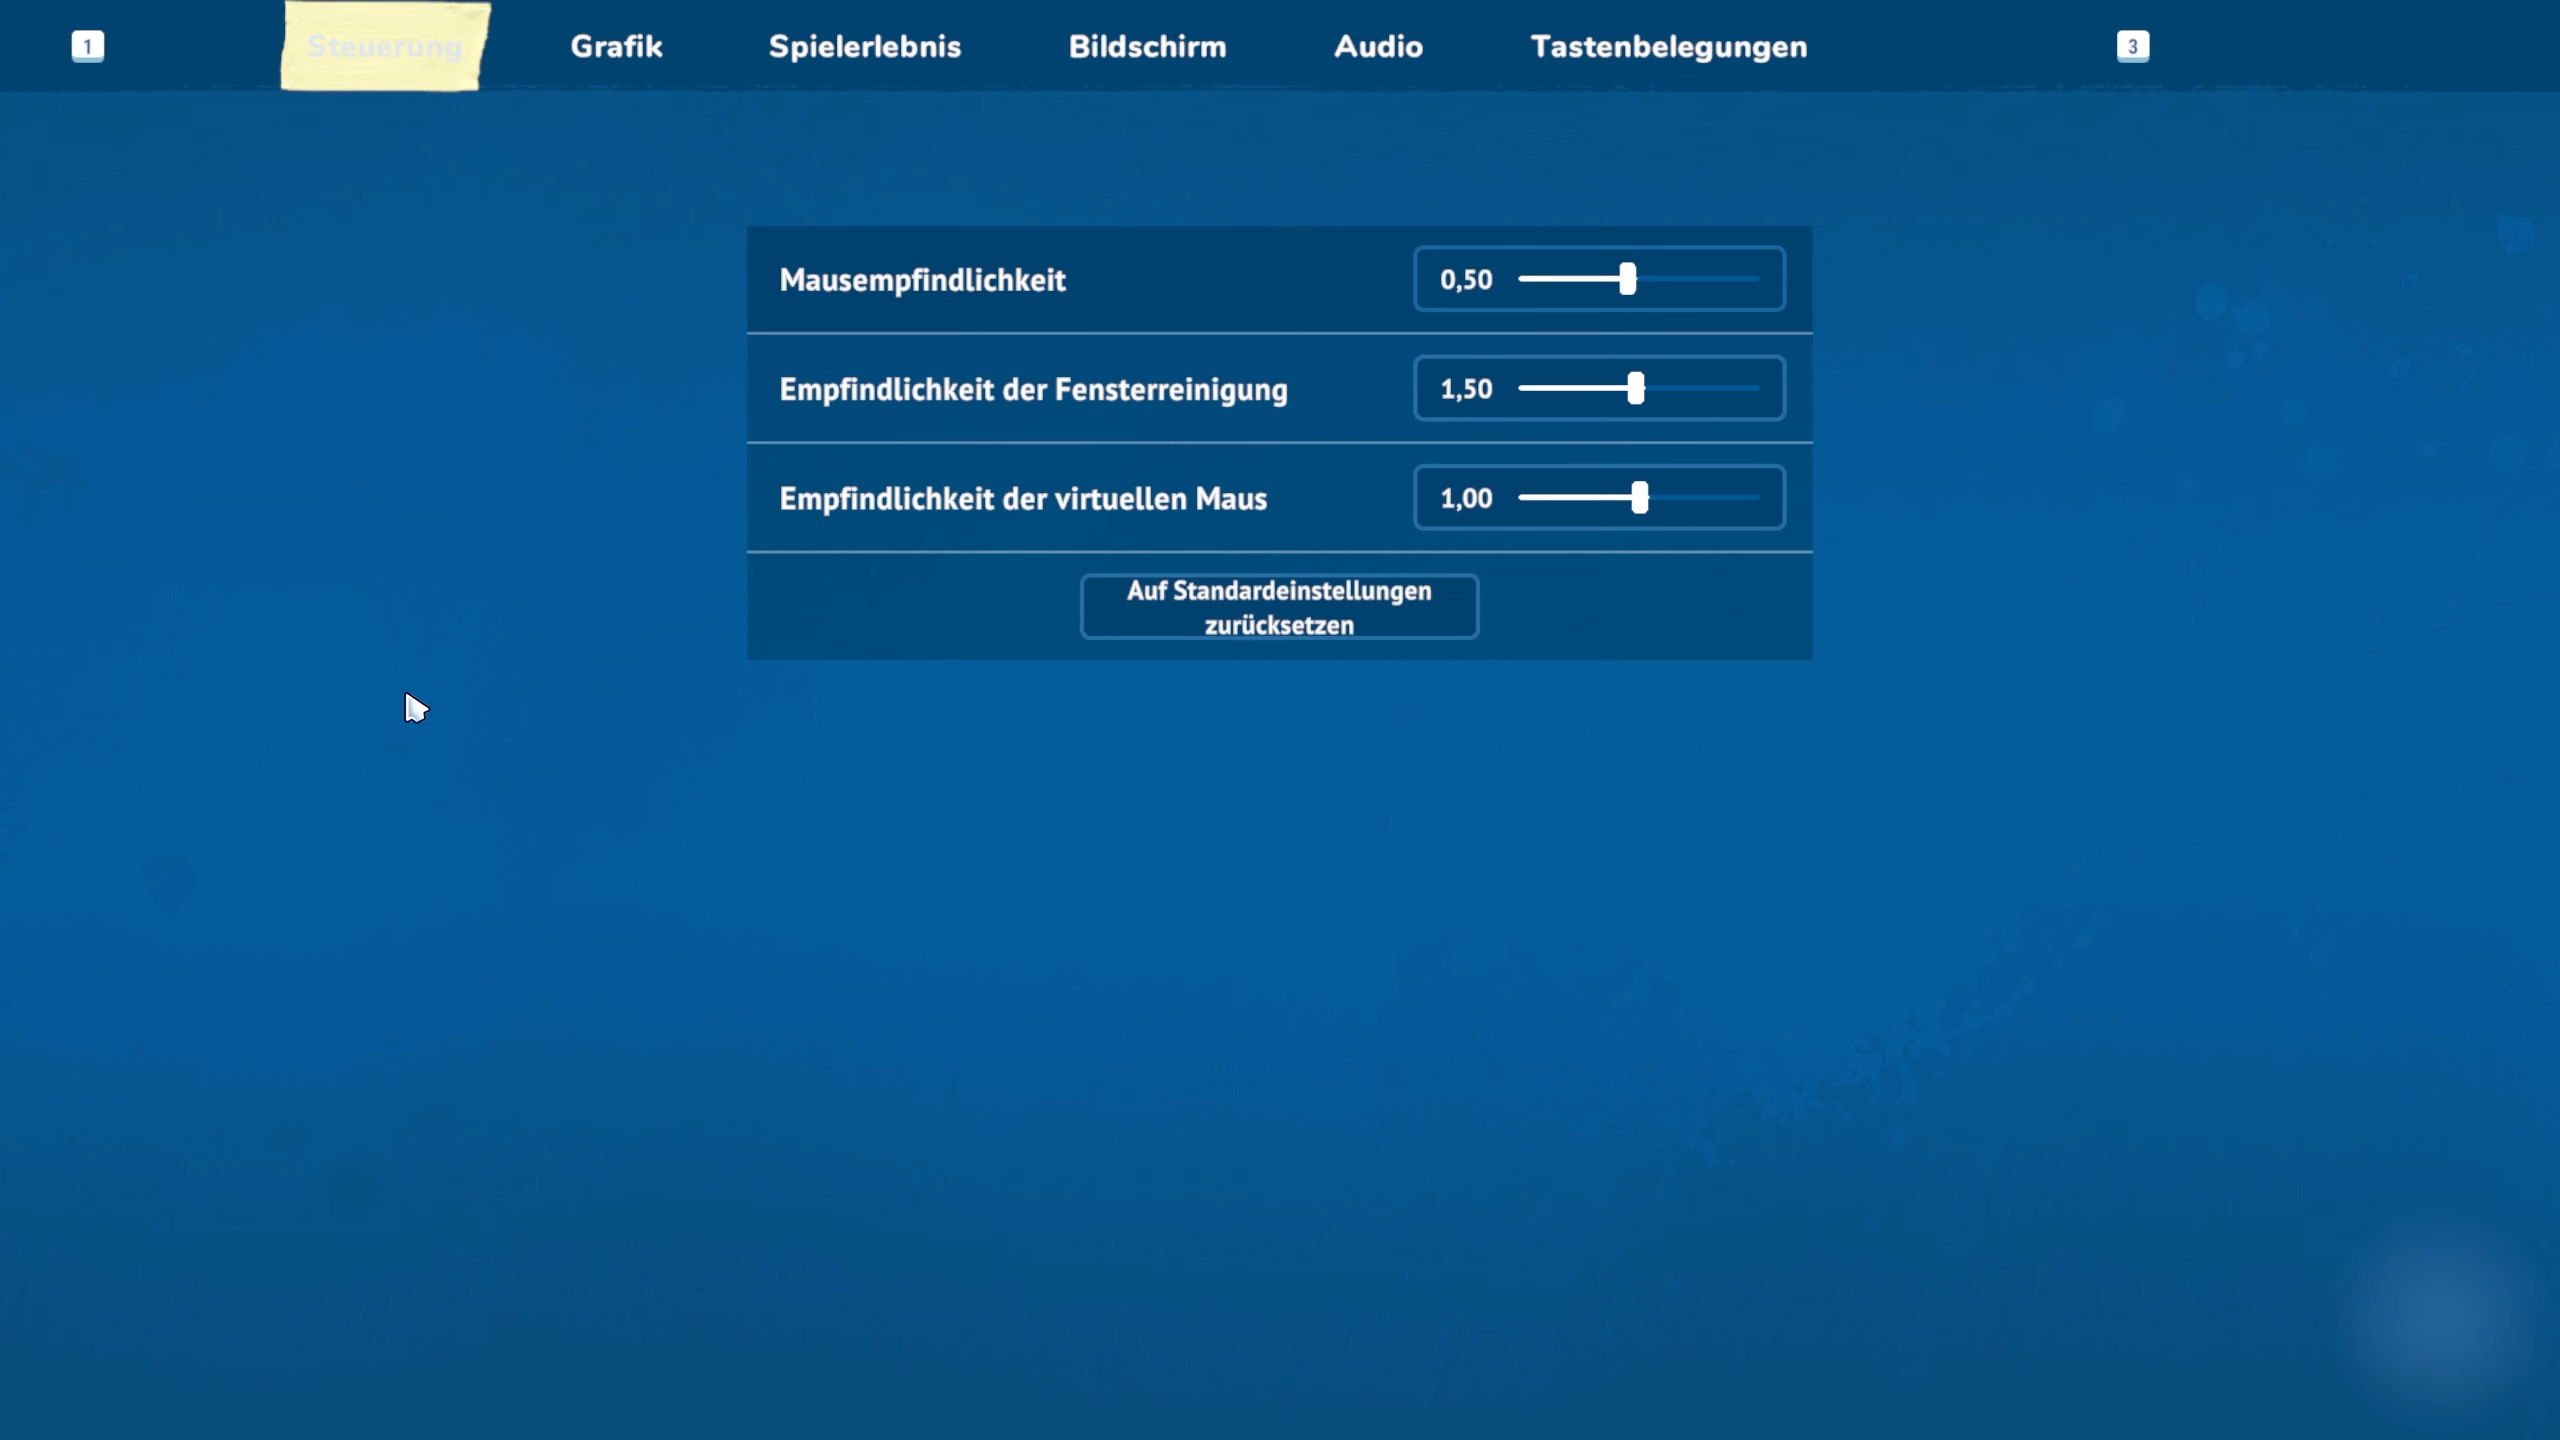 1 Steuerung Grafik Spielerlebnis Bildschirm Audio Tastenbelegungen 3
Mausempfindlichkeit 0,50
Empfindlichkeit der Fensterreinigung 1,50
Empfindlichkeit der virtuellen Maus 1,00
Auf Standardeinstellungen
zurücksetzen